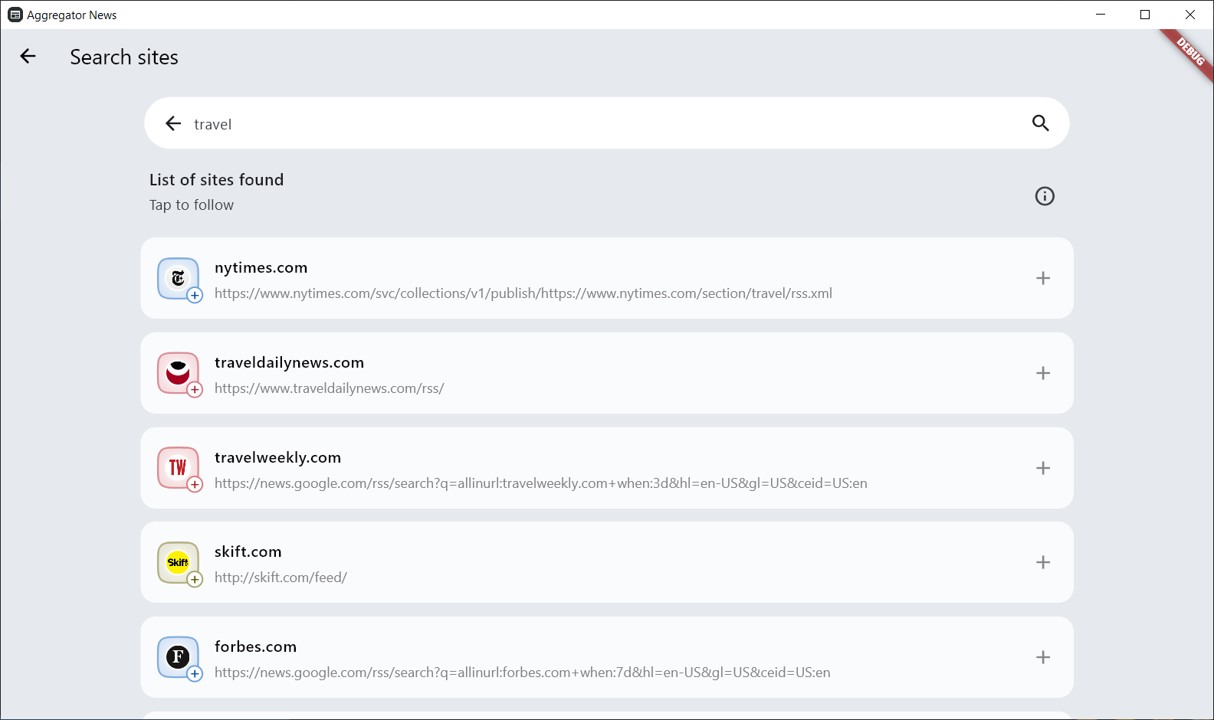 Aggregator News
DEBUG
Search sites
travel
List of sites found
Tap to follow
nytimes.com
https://www.nytimes.com/svc/collections/v1/publish/https://www.nytimes.com/section/travel/rss.xml
traveldailynews.com
https://www.traveldailynews.com/rss/
TW
travelweekly.com
https://news.google.com/rss/search?q=allinurl:travelweekly.com+when:3d&hl=en-US&gl=US&ceid=US:en
Skift
skift.com
http://skift.com/feed/
F
forbes.com
https://news.google.com/rss/search?q=allinurl:forbes.com+when:7d&hl=en-US&gl=US&ceid=US:en